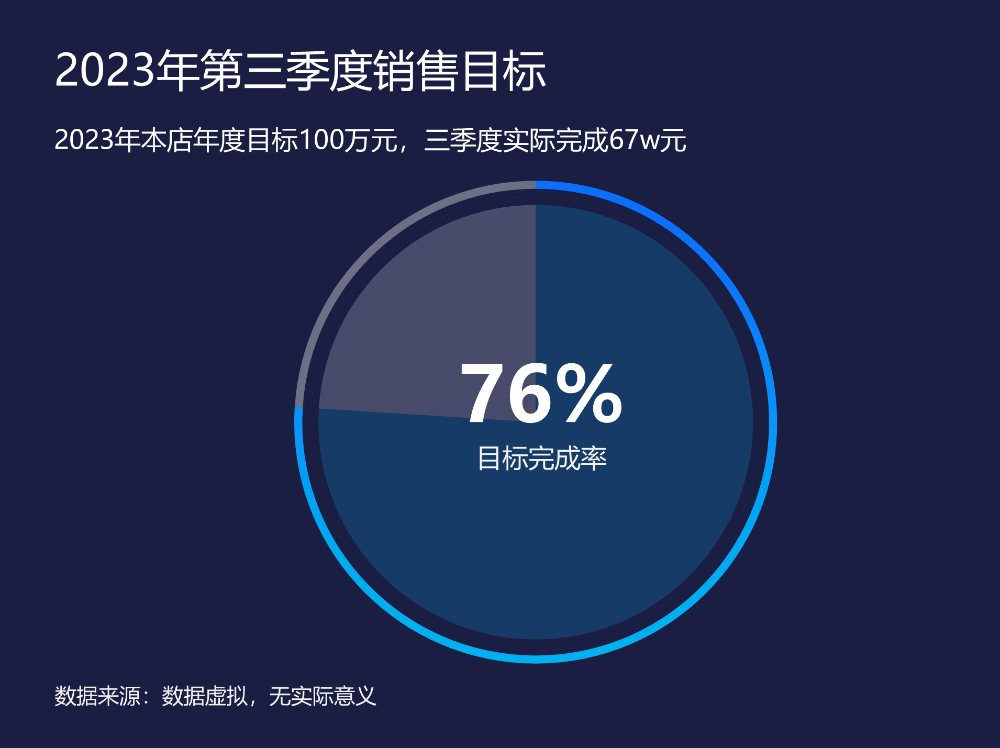 2023年第三季度销售目标
2023年本店年度目标100万元，三季度实际完成67w元
76%
目标完成率
数据来源：数据虚拟，无实际意义